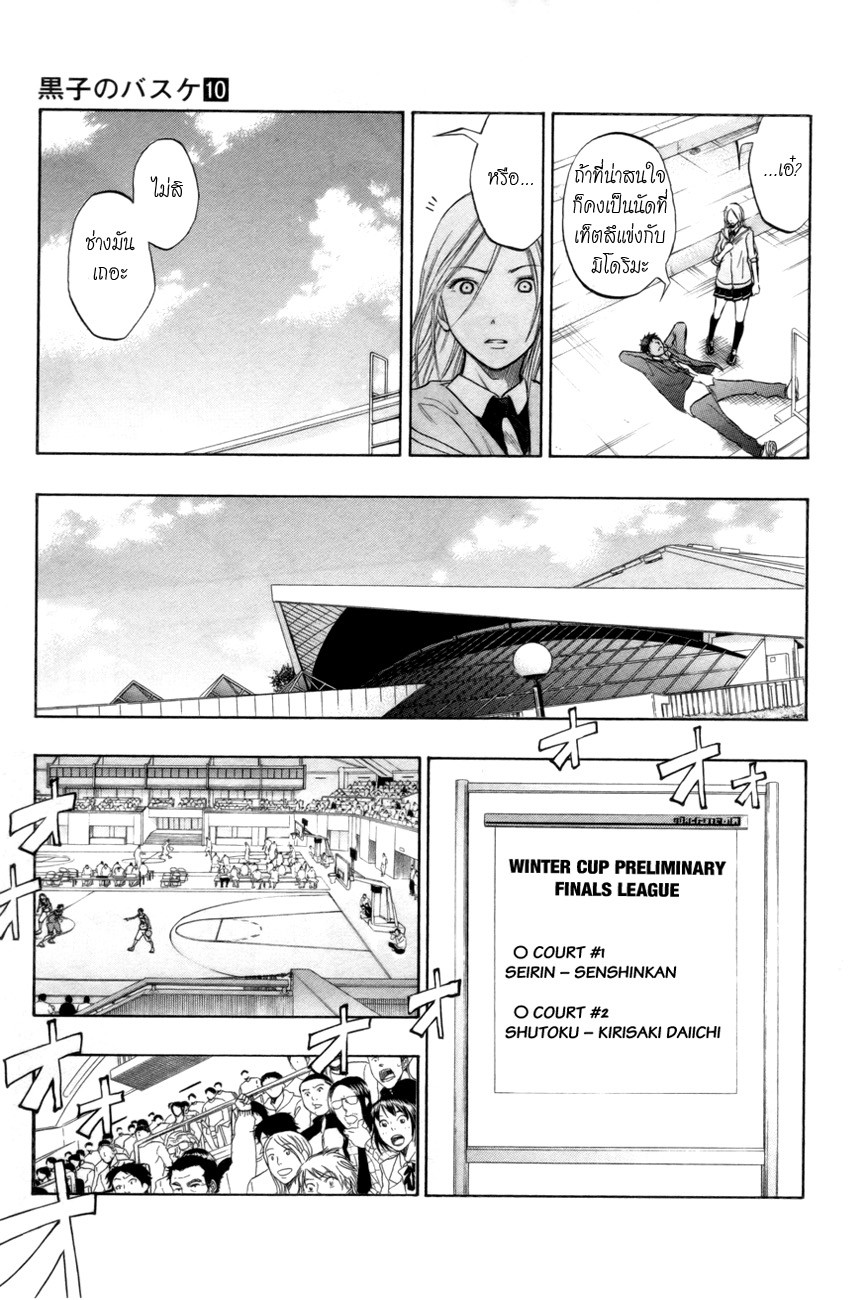 黒子のバスケ 10
...เอ๋?
ถ้าที่น่าสนใจ
ก็คงเป็นนัดที่
เท็ตสึแข่งกับ
มิโดริมะ
หรือ...
ไม่สิ
ช่างมัน
เถอะ
オ
オ
オ
WINTER CUP PRELIMINARY
FINALS LEAGUE
O COURT #1
SEIRIN – SENSHINKAN
O COURT #2
SHUTOKU – KIRISAKI DAIICHI
オ
オ
オ
オ
オ
オ
オ